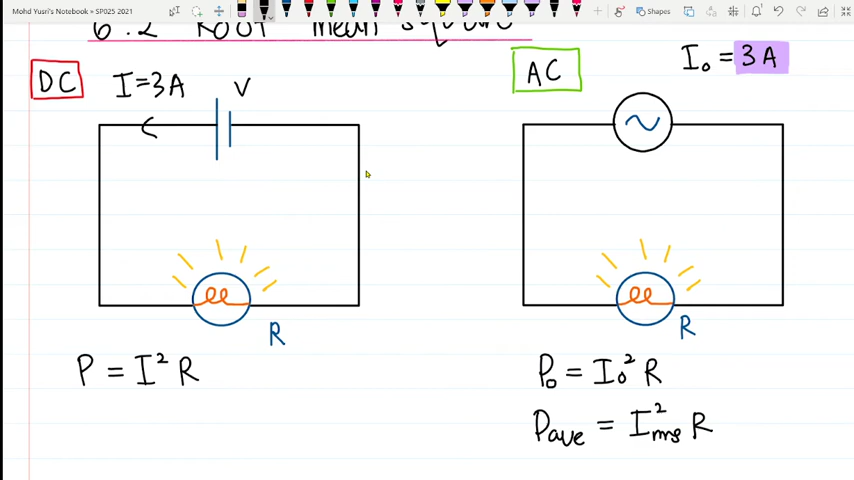 Mohd Yusri's Notebook » SP025 2021
Shapes
6.2 Root mean square
DC I=3A V
R
P = I² R
AC I₀ = 3A
R
P₀ = I₀² R
Pave = I²rms R